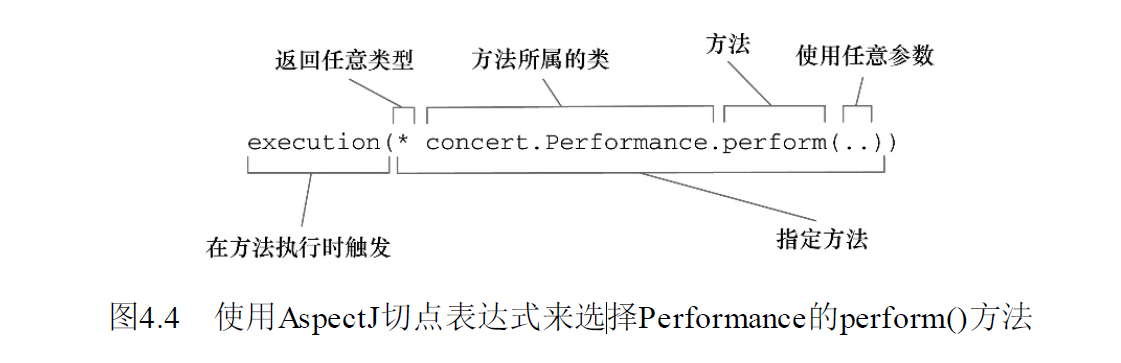 返回任意类型 方法所属的类 方法 使用任意参数
execution(* concert.Performance.perform(..))
在方法执行时触发 指定方法
图4.4 使用AspectJ切点表达式来选择Performance的perform()方法